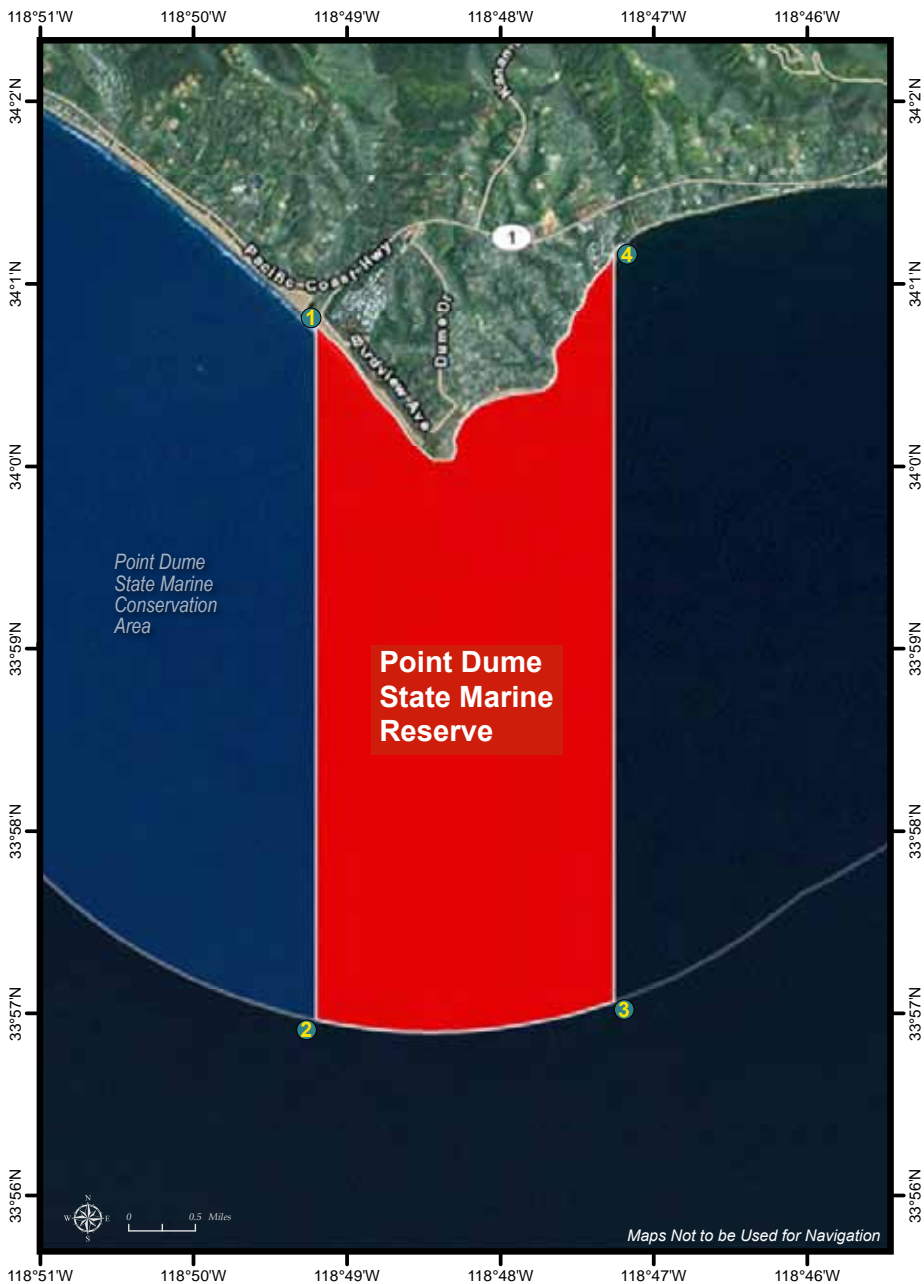 118°51'W 118°50'W 118°49'W 118°48'W 118°47'W 118°46'W
34°2'N 34°2'N
1
4
34°1'N 34°1'N
Pacific-Coast-Hwy
1
Birdview-Ave
Dume Dr
34°0'N 34°0'N
Point Dume
State Marine
Conservation
Area
33°59'N 33°59'N
Point Dume
State Marine
Reserve
33°58'N 33°58'N
33°57'N 33°57'N
2
3
33°56'N 33°56'N
N
W E
S
0 0.5 Miles
Maps Not to be Used for Navigation
118°51'W 118°50'W 118°49'W 118°48'W 118°47'W 118°46'W